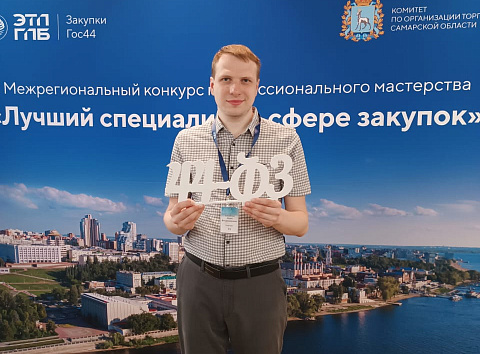 ЭТП
ГПБ
Закупки
Гос44
КОМИТЕТ
ПО ОРГАНИЗАЦИИ ТОРГ
САМАРСКОЙ ОБЛАСТИ
Межрегиональный конкурс ессионального мастерства
«Лучший специали сфере закупок»
44-ФЗ